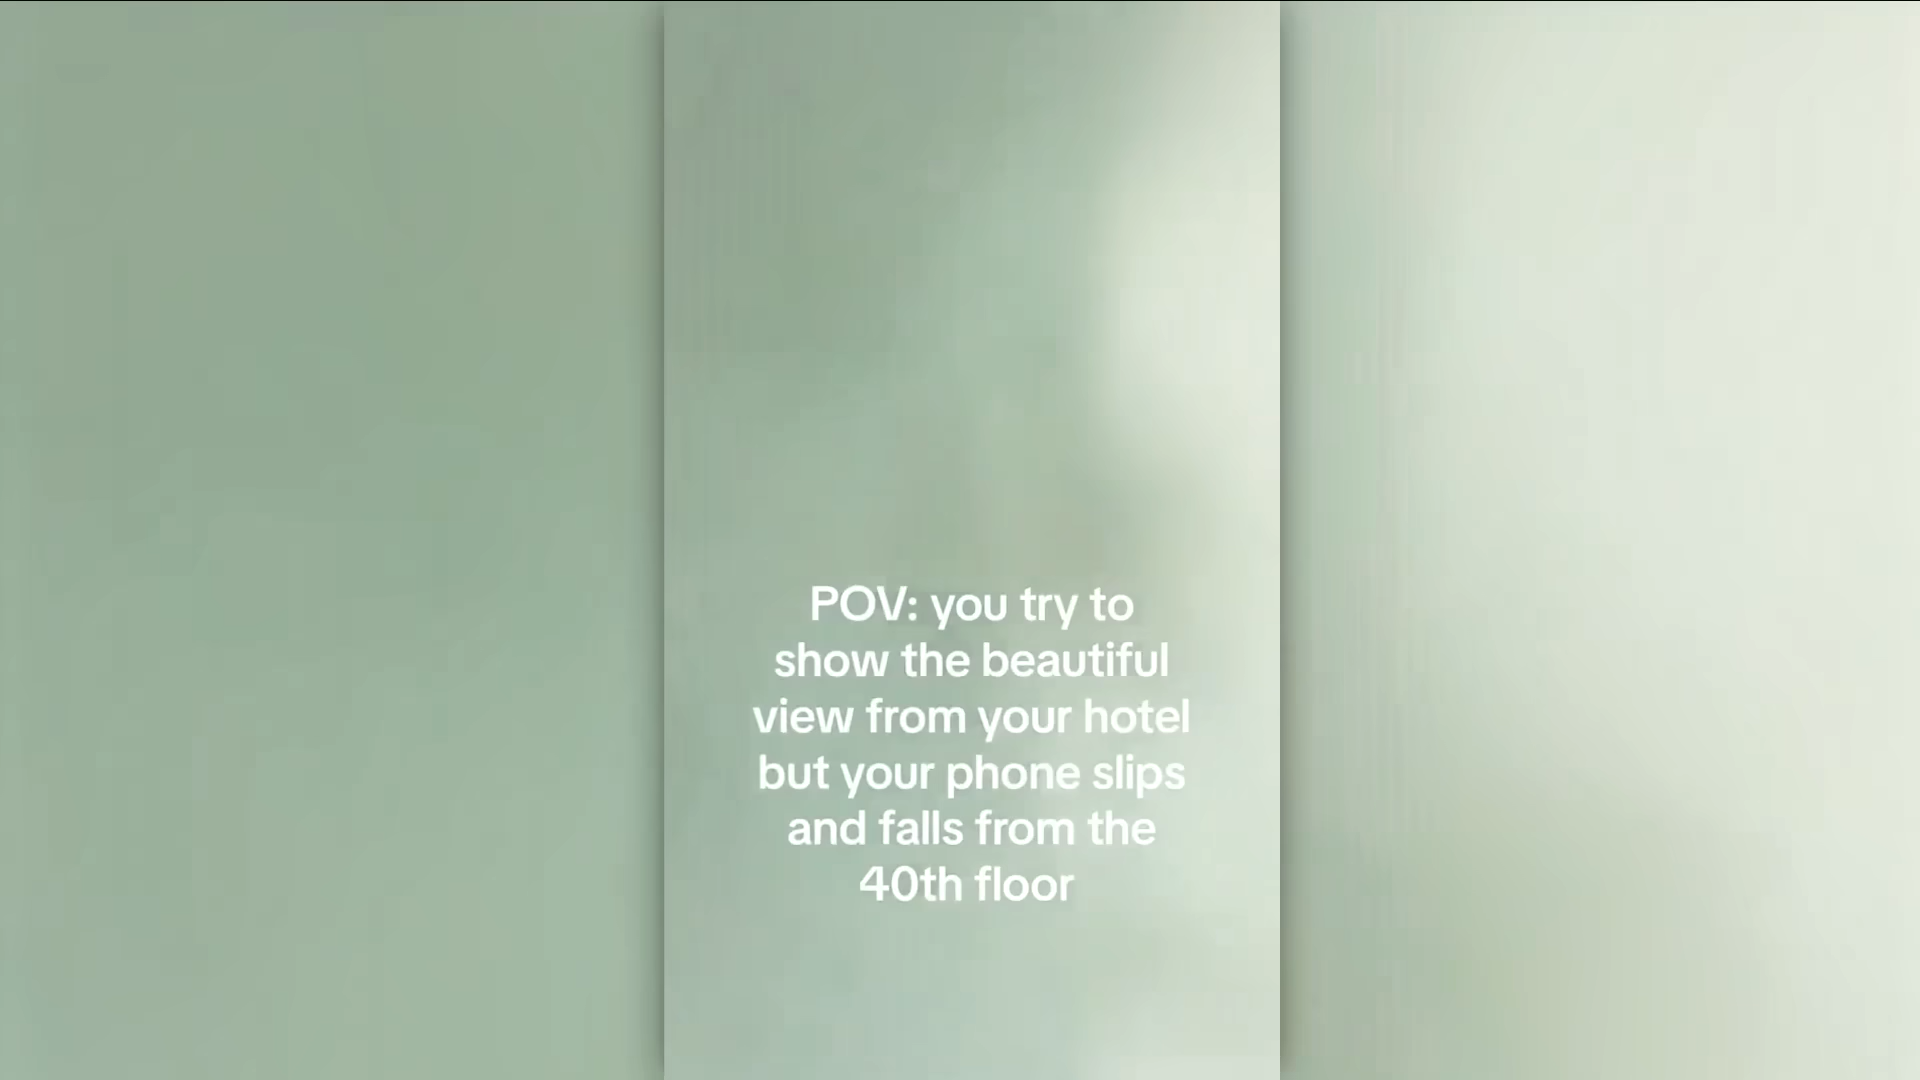 POV: you try to
show the beautiful
view from your hotel
but your phone slips
and falls from the
40th floor